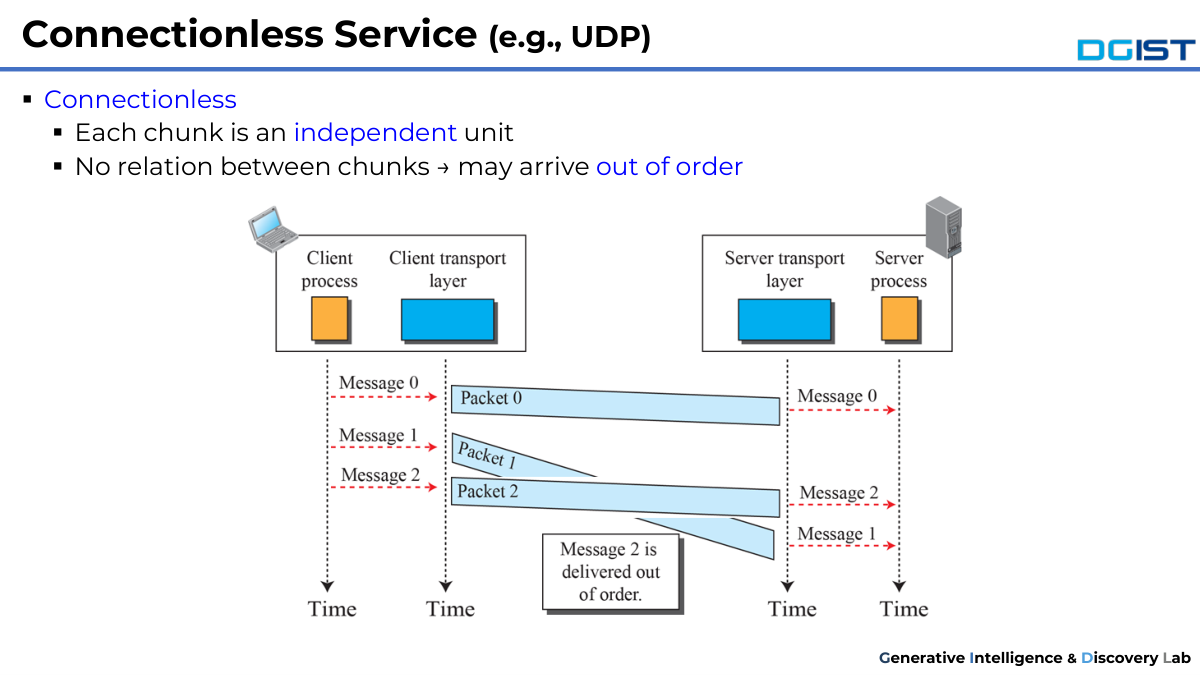 Connectionless Service (e.g., UDP)
DGIST
▪ Connectionless
▪ Each chunk is an independent unit
▪ No relation between chunks → may arrive out of order
Client process
Client transport layer
Server transport layer
Server process
Message 0
Packet 0
Message 0
Message 1
Packet 1
Message 2
Packet 2
Message 2
Message 1
Message 2 is
delivered out
of order.
Time
Time
Time
Time
Generative Intelligence & Discovery Lab